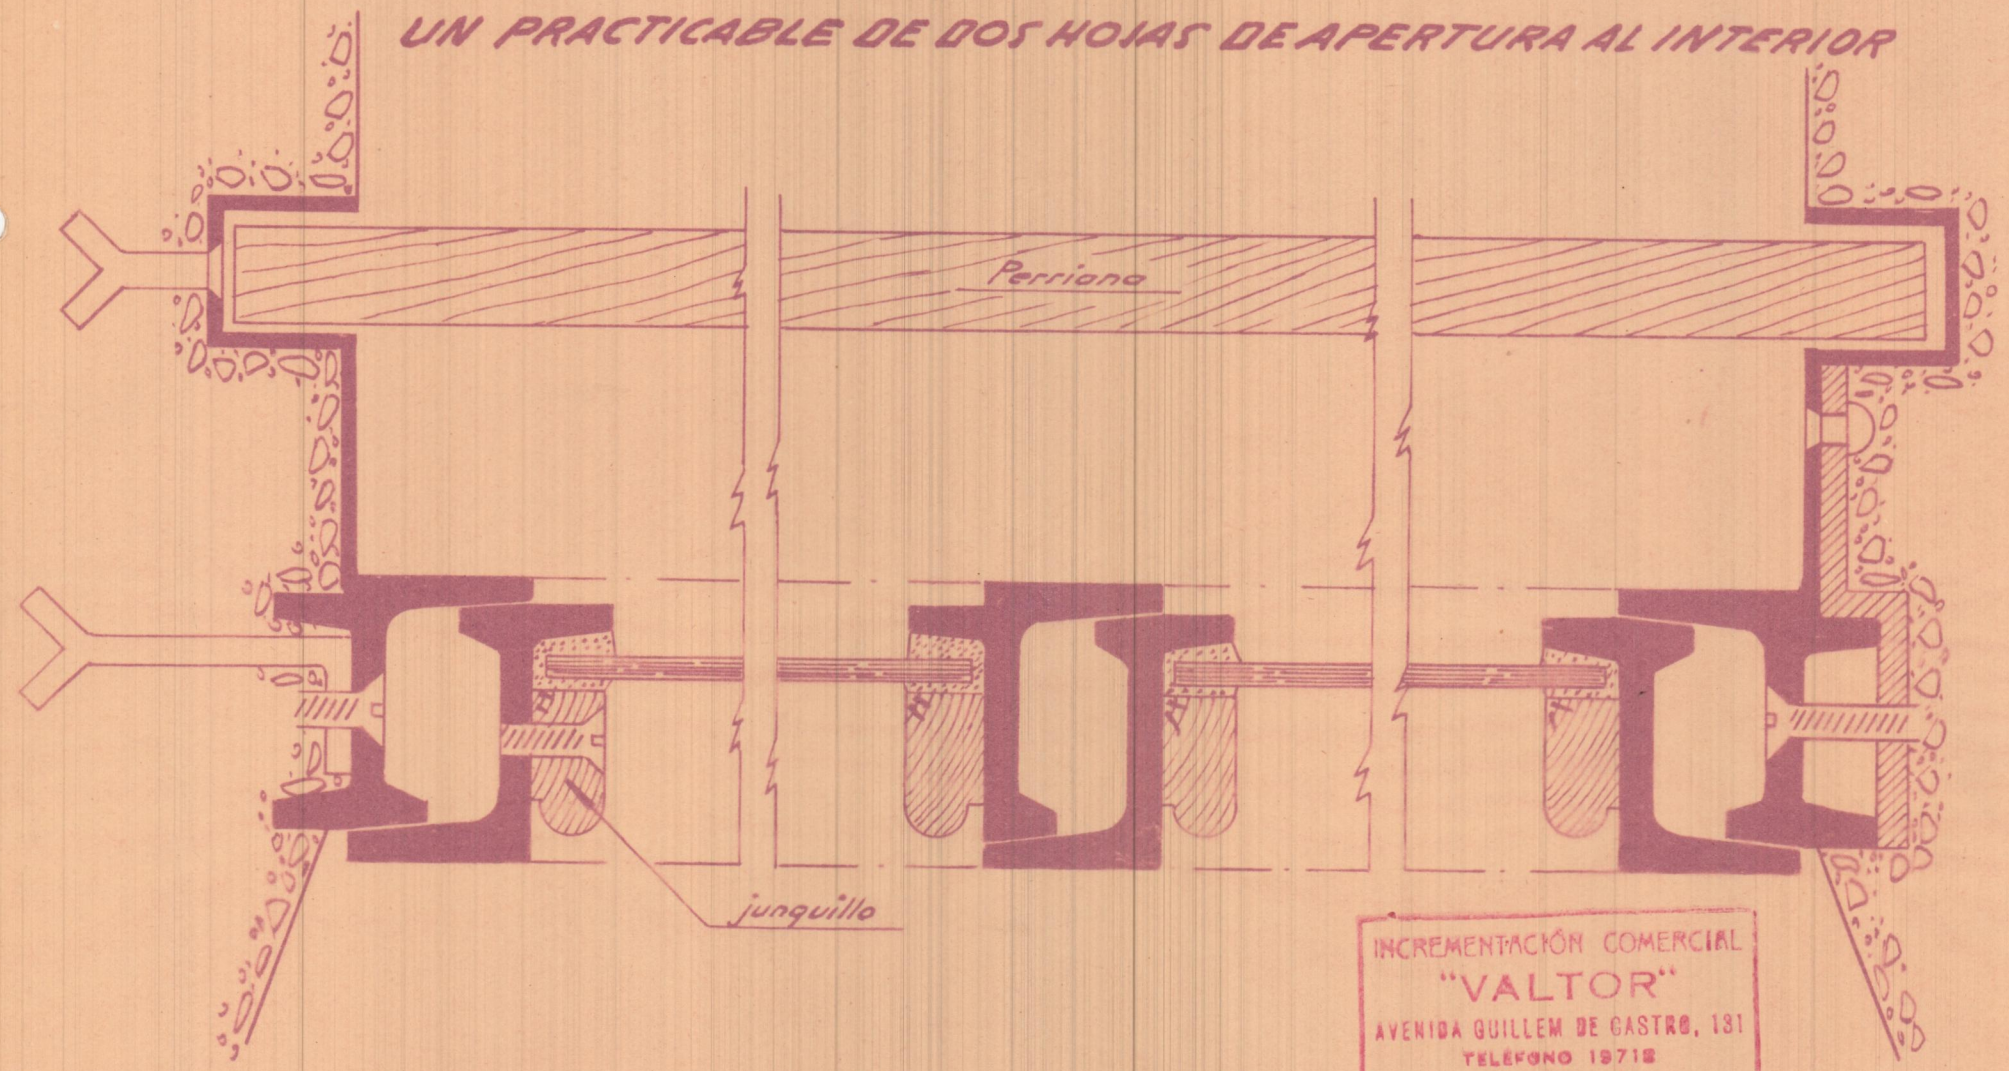 UN PRACTICABLE DE DOS HOJAS DE APERTURA AL INTERIOR
Persiana
junquillo
INCREMENTACIÓN COMERCIAL
"VALTOR"
AVENIDA GUILLEM DE CASTRO, 131
TELÉFONO 19712